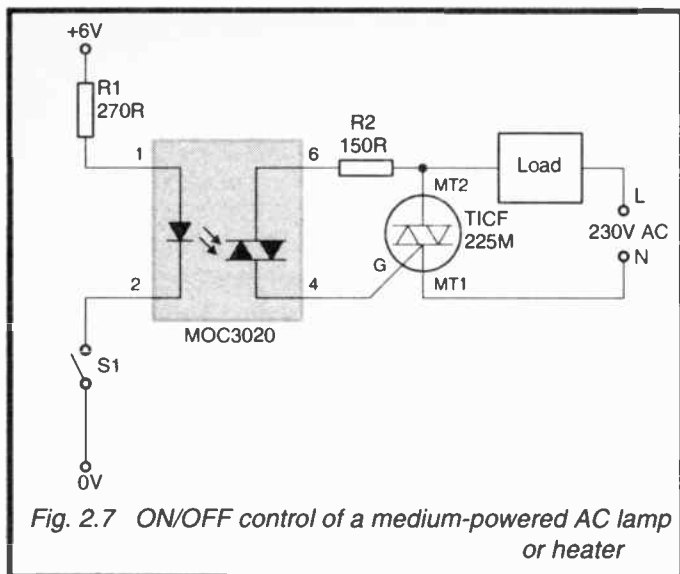 +6V
R1
270R
1
2
S1
0V
MOC3020
6
4
R2
150R
MT2
G
MT1
TICF
225M
Load
L
230V AC
N
Fig. 2.7 ON/OFF control of a medium-powered AC lamp
or heater